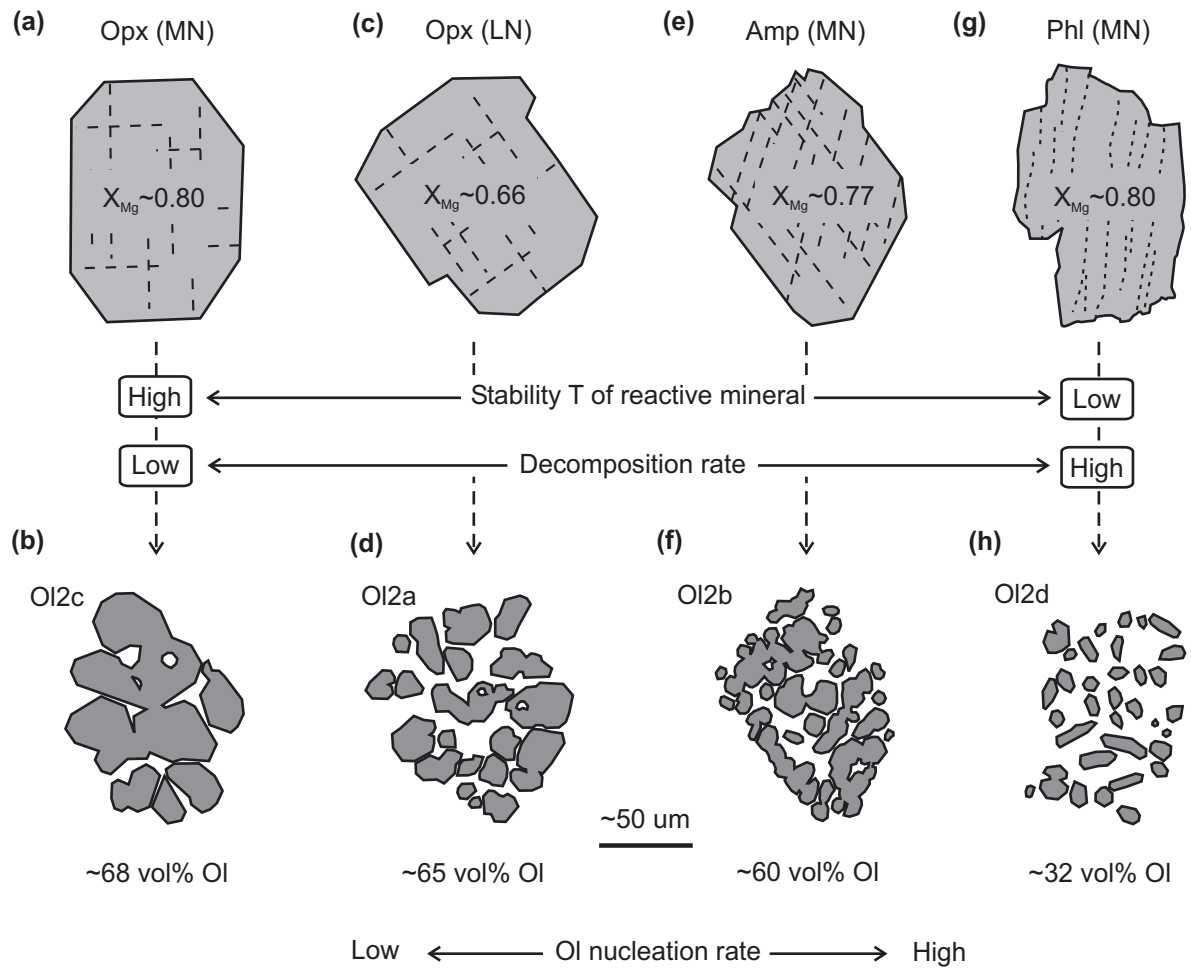 (a) Opx (MN)
(c) Opx (LN)
(e) Amp (MN)
(g) Phl (MN)
XMg~0.80
XMg~0.66
XMg~0.77
XMg~0.80
High Stability T of reactive mineral Low
Low Decomposition rate High
(b)
(d)
(f)
(h)
Ol2c
Ol2a
Ol2b
Ol2d
~50 um
~68 vol% Ol
~65 vol% Ol
~60 vol% Ol
~32 vol% Ol
Low Ol nucleation rate High